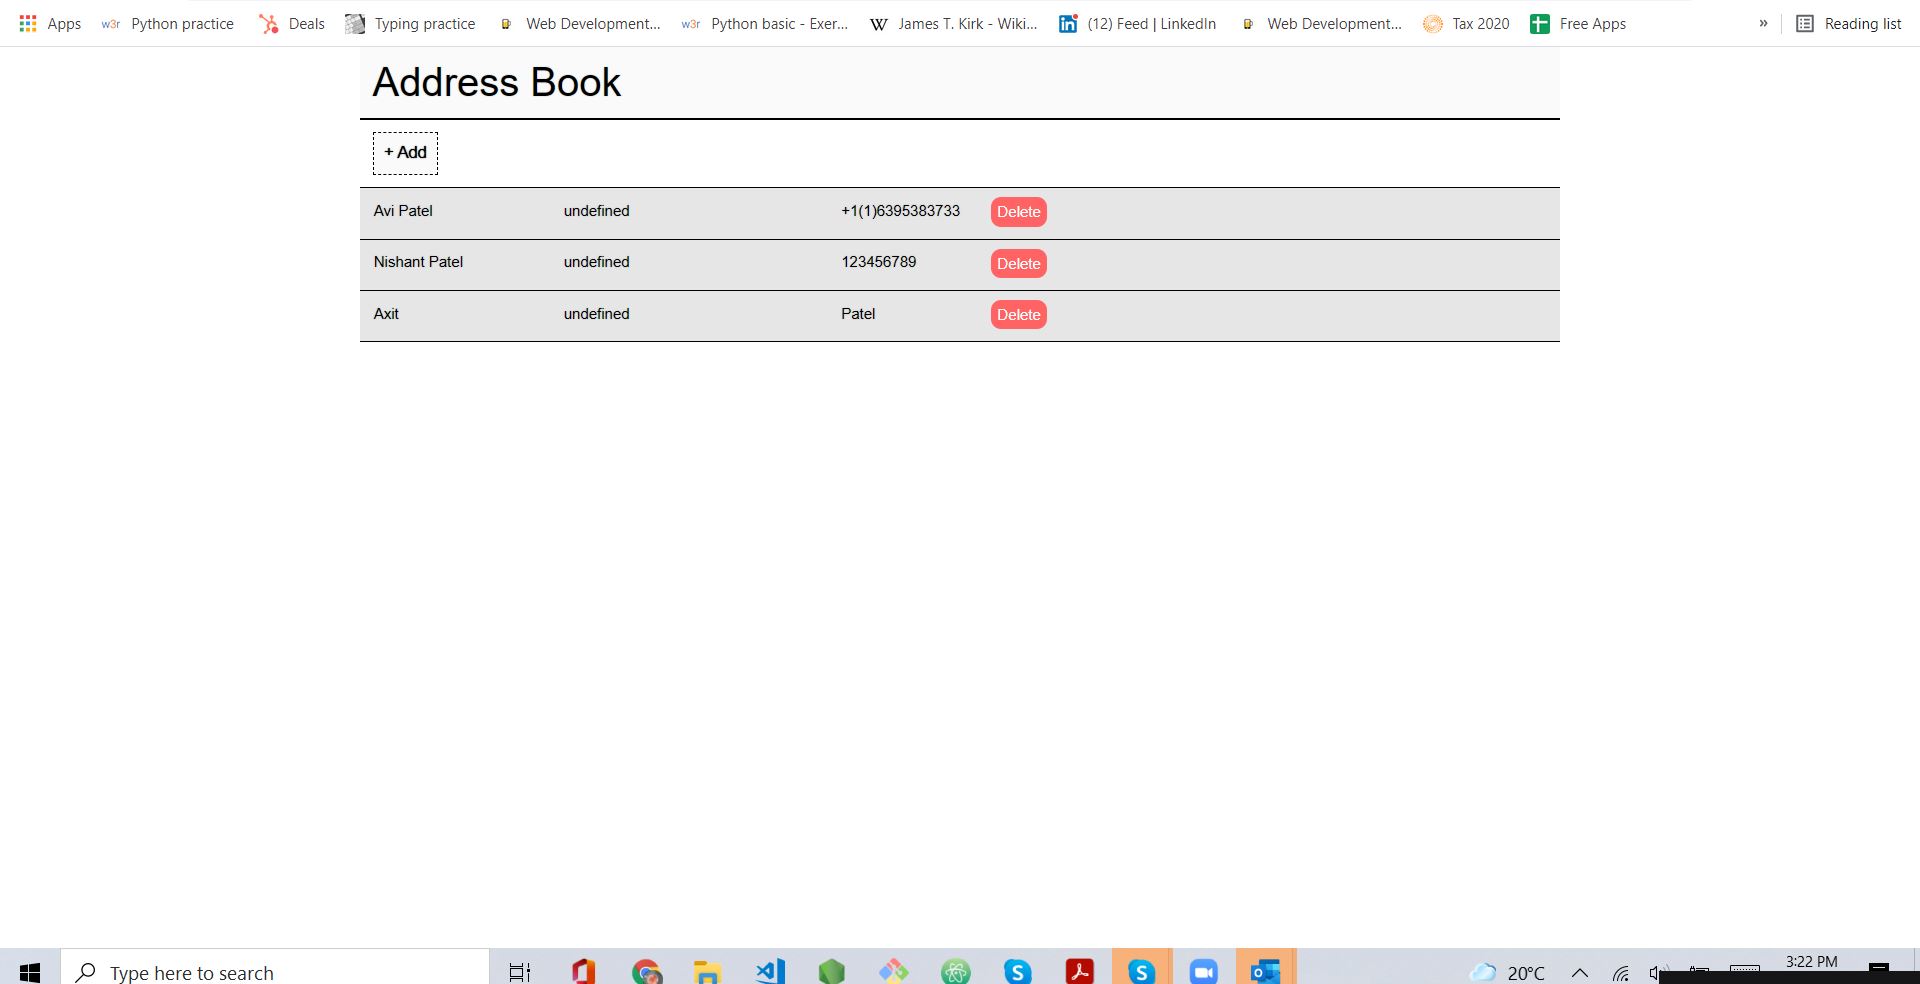 Apps w3r Python practice Deals Typing practice Web Development... w3r Python basic - Exer... W James T. Kirk - Wiki... in (12) Feed | LinkedIn Web Development... Tax 2020 Free Apps » Reading list
Address Book
+ Add
Avi Patel undefined +1(1)6395383733 Delete
Nishant Patel undefined 123456789 Delete
Axit undefined Patel Delete
Type here to search 20°C 3:22 PM